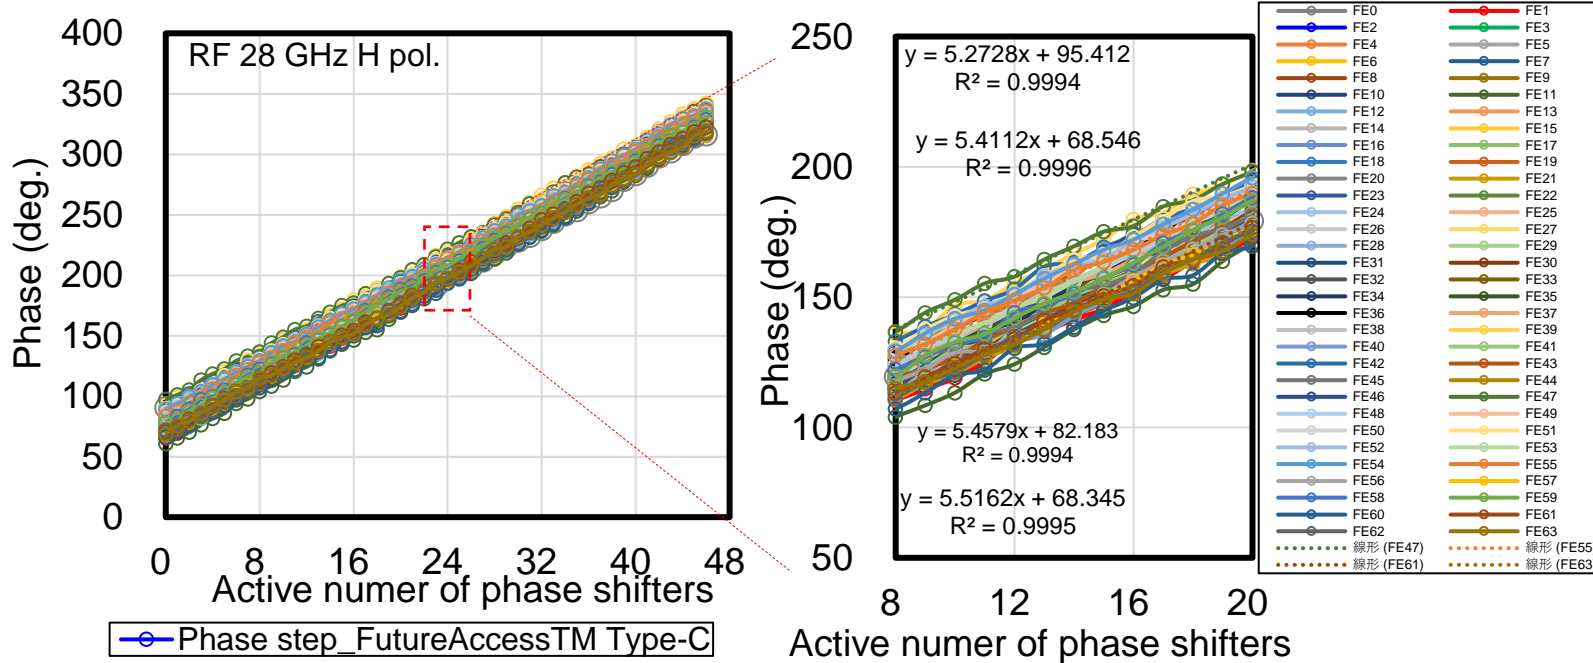 400
350
300
250
200
150
100
50
0
Phase (deg.)
RF 28 GHz H pol.
0 8 16 24 32 40 48
Active numer of phase shifters
Phase step_FutureAccessTM Type-C
250
200
150
100
50
Phase (deg.)
y = 5.2728x + 95.412
R² = 0.9994
y = 5.4112x + 68.546
R² = 0.9996
y = 5.4579x + 82.183
R² = 0.9994
y = 5.5162x + 68.345
R² = 0.9995
8 12 16 20
Active numer of phase shifters
FE0 FE1
FE2 FE3
FE4 FE5
FE6 FE7
FE8 FE9
FE10 FE11
FE12 FE13
FE14 FE15
FE16 FE17
FE18 FE19
FE20 FE21
FE23 FE22
FE24 FE25
FE26 FE27
FE28 FE29
FE31 FE30
FE32 FE33
FE34 FE35
FE36 FE37
FE38 FE39
FE40 FE41
FE42 FE43
FE45 FE44
FE46 FE47
FE48 FE49
FE50 FE51
FE52 FE53
FE54 FE55
FE56 FE57
FE58 FE59
FE60 FE61
FE62 FE63
線形 (FE47) 線形 (FE55
線形 (FE61) 線形 (FE63